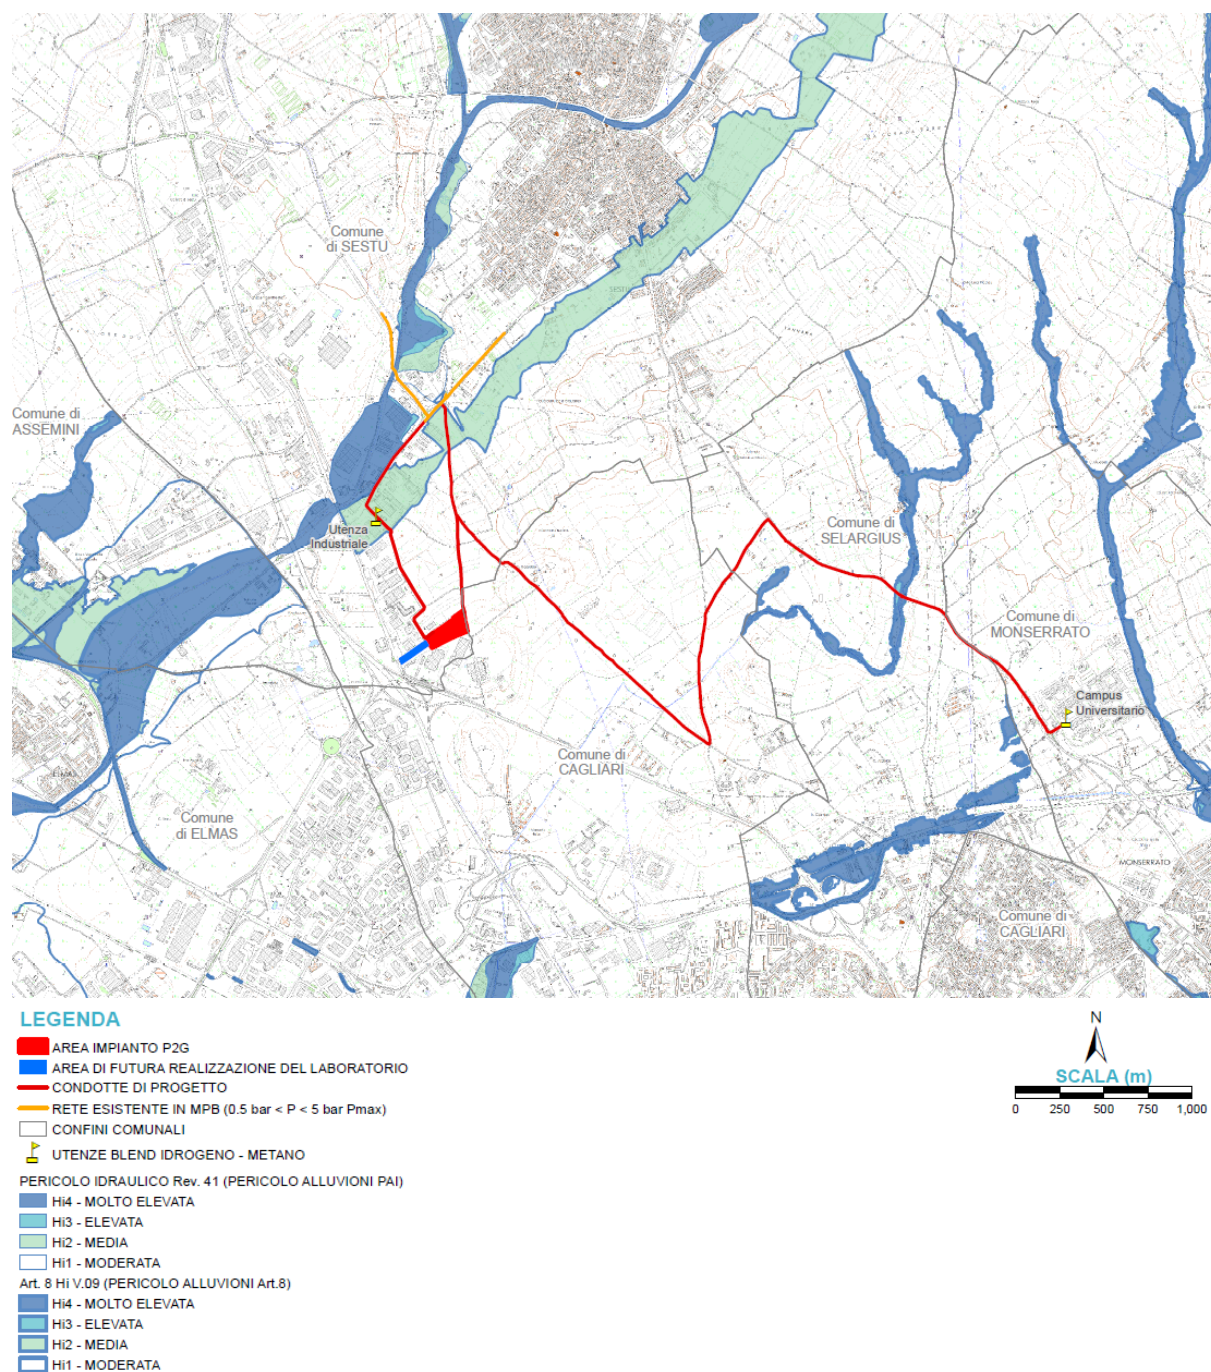 Comune
di SESTU
SESTU
Comune di
ASSEMINI
Utenza
Industriale
Comune di
SELARGIUS
Comune di
MONSERRATO
Campus
Universitario
Comune di
CAGLIARI
ELMAS
Comune
di ELMAS
MONSERRATO
Comune di
CAGLIARI
LEGENDA
AREA IMPIANTO P2G
AREA DI FUTURA REALIZZAZIONE DEL LABORATORIO
CONDOTTE DI PROGETTO
RETE ESISTENTE IN MPB (0.5 bar < P < 5 bar Pmax)
CONFINI COMUNALI
UTENZE BLEND IDROGENO - METANO
PERICOLO IDRAULICO Rev. 41 (PERICOLO ALLUVIONI PAI)
Hi4 - MOLTO ELEVATA
Hi3 - ELEVATA
Hi2 - MEDIA
Hi1 - MODERATA
Art. 8 Hi V.09 (PERICOLO ALLUVIONI Art.8)
Hi4 - MOLTO ELEVATA
Hi3 - ELEVATA
Hi2 - MEDIA
Hi1 - MODERATA
N
SCALA (m)
0 250 500 750 1,000